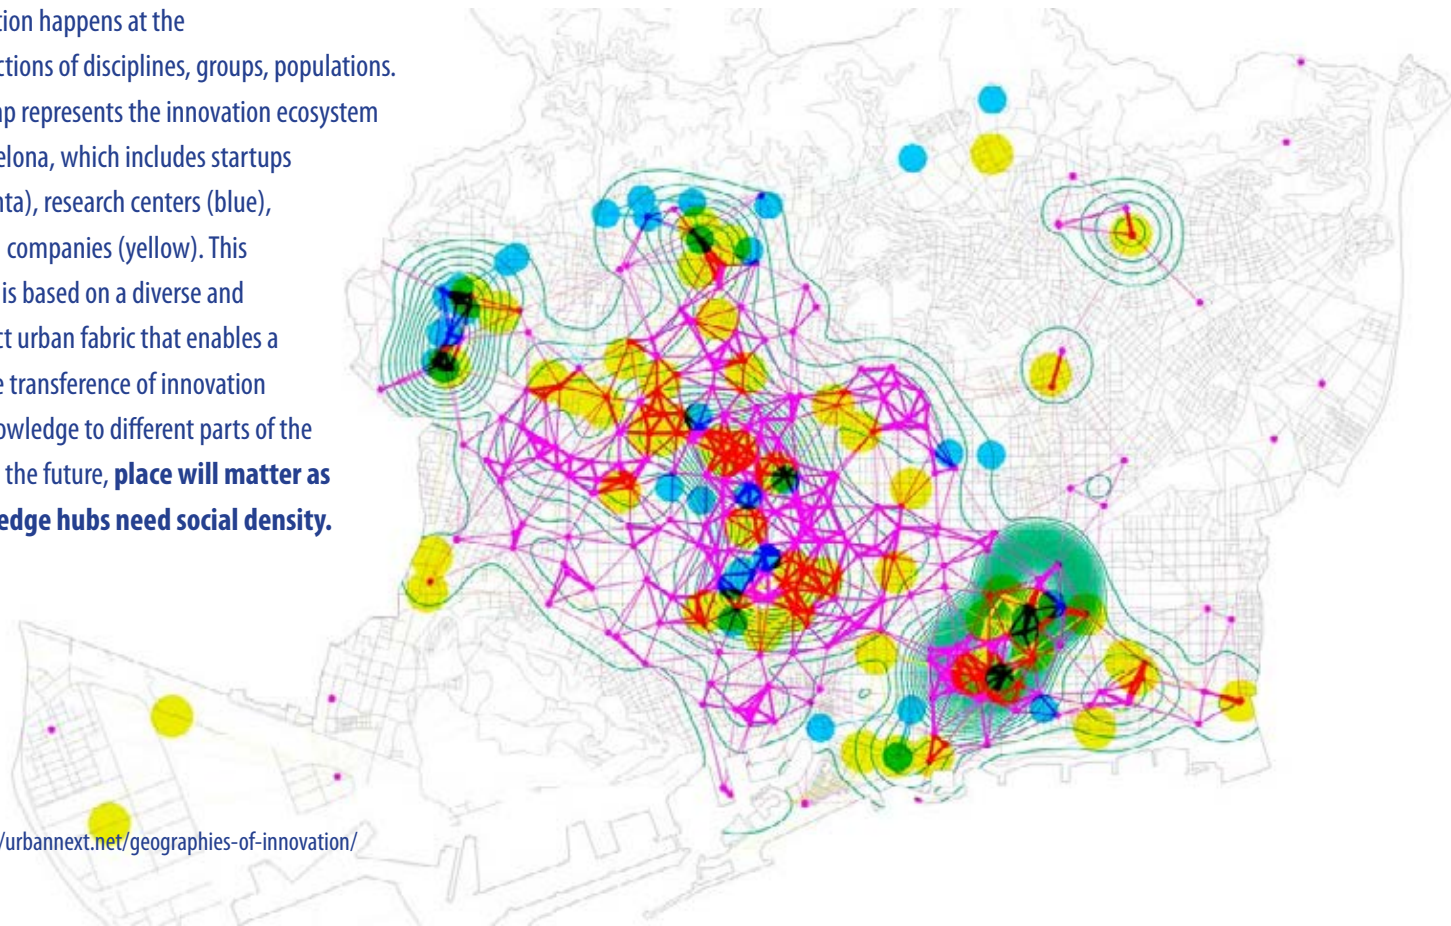 tion happens at the
ctions of disciplines, groups, populations.
ap represents the innovation ecosystem
elona, which includes startups
nta), research centers (blue),
companies (yellow). This
is based on a diverse and
ct urban fabric that enables a
e transference of innovation
owledge to different parts of the
the future, place will matter as
edge hubs need social density.
/urbannext.net/geographies-of-innovation/